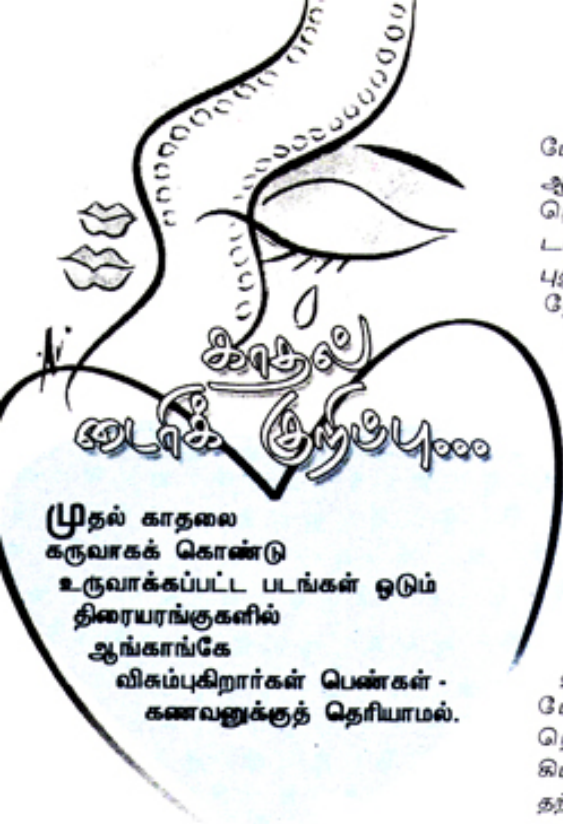 காதல்
டைரிக் குறிம்பு...
முதல் காதலை
கருவாகக் கொண்டு
உருவாக்கப்பட்ட படங்கள் ஓடும்
திரையரங்குகளில்
ஆங்காங்கே
விசும்புகிறார்கள் பெண்கள் -
கணவனுக்குத் தெரியாமல்.